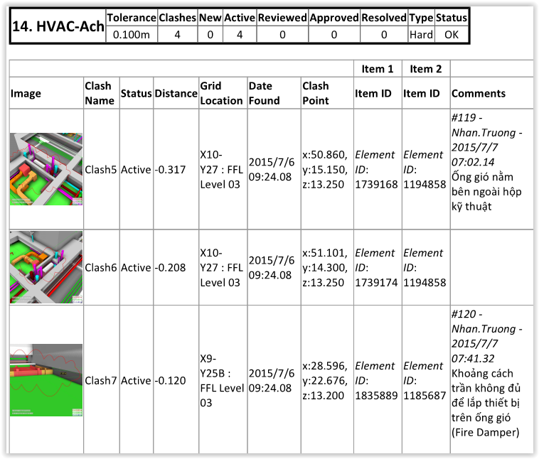 14. HVAC-Ach
Tolerance Clashes New Active Reviewed Approved Resolved Type Status
0.100m 4 0 4 0 0 0 Hard OK
Item 1 Item 2
Image Clash Name Status Distance Grid Location Date Found Clash Point Item ID Item ID Comments
Clash5 Active -0.317
X10-
Y27 : FFL
Level 03
2015/7/6
09:24.08
x:50.860,
y:15.150,
z:13.250
Element
ID:
1739168
Element
ID:
1194858
#119 -
Nhan.Truong -
2015/7/7
07:02.14
Ống gió nằm
bên ngoài hộp
kỹ thuật
Clash6 Active -0.208
X10-
Y27 : FFL
Level 03
2015/7/6
09:24.08
x:51.101,
y:14.300,
z:13.250
Element
ID:
1739174
Element
ID:
1194858
Clash7 Active -0.120
X9-
Y25B :
FFL Level
03
2015/7/6
09:24.08
x:28.596,
y:22.676,
z:13.200
Element
ID:
1835889
Element
ID:
1185687
#120 -
Nhan.Truong -
2015/7/7
07:41.32
Khoảng cách
trần không đủ
để lắp thiết bị
trên ống gió
(Fire Damper)